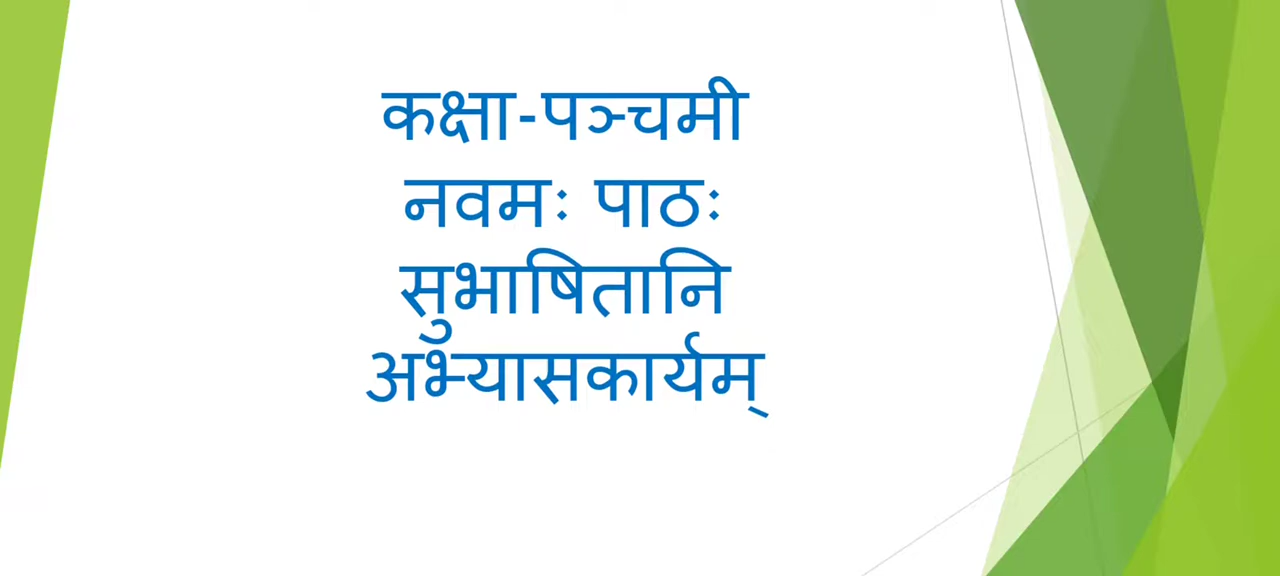 कक्षा-पञ्चमी
नवमः पाठः
सुभाषितानि
अभ्यासकार्यम्